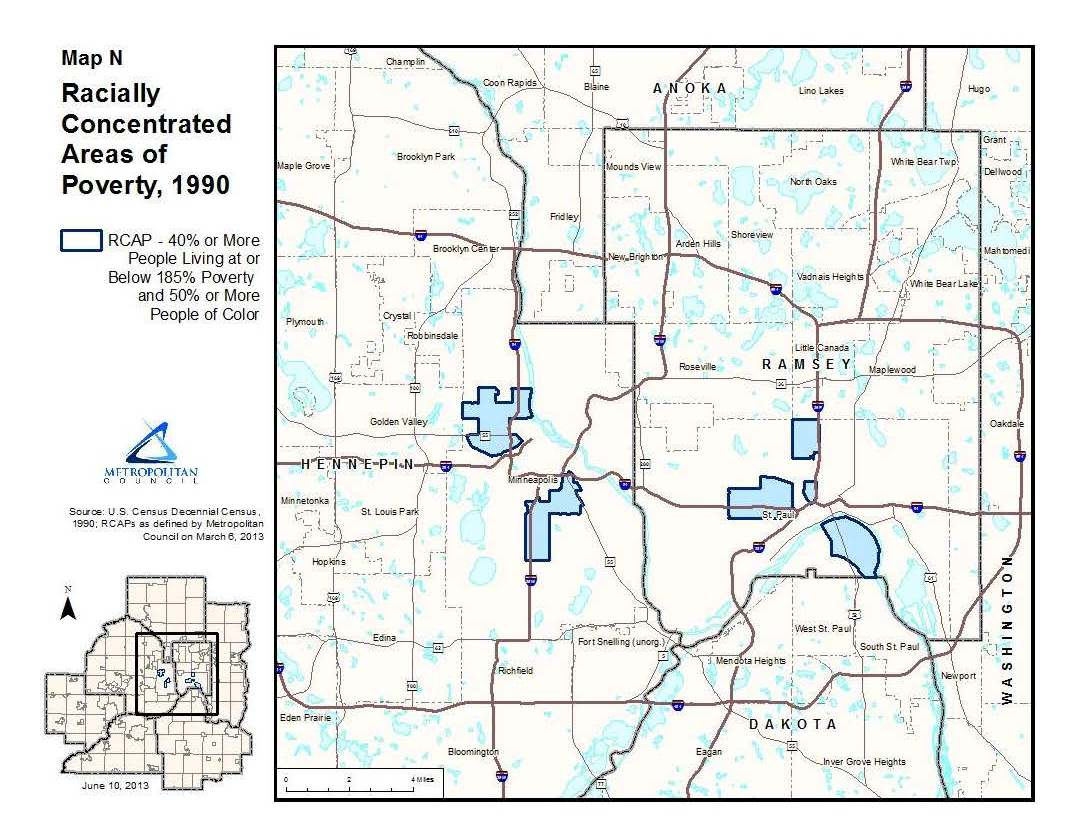 Map N
Racially
Concentrated
Areas of
Poverty, 1990
RCAP - 40% or More
People Living at or
Below 185% Poverty
and 50% or More
People of Color
METROPOLITAN
COUNCIL
Source: U.S. Census Decennial Census,
1990; RCAPs as defined by Metropolitan
Council on March 6, 2013
N
June 10, 2013
Champlin
Coon Rapids
Blaine
ANOKA
Lino Lakes
Hugo
Maple Grove
Brooklyn Park
Mounds View
White Bear Twp.
Grant
Dellwood
North Oaks
Fridley
Brooklyn Center
New Brighton
Arden Hills
Shoreview
Mahtomedi
Vadnais Heights
White Bear Lake
Plymouth
Crystal
Robbinsdale
Little Canada
Roseville
RAMSEY
Maplewood
Golden Valley
Oakdale
HENNEPIN
Minneapolis
Minnetonka
St. Louis Park
St. Paul
Hopkins
WASHINGTON
Edina
Fort Snelling (unorg.)
West St. Paul
South St. Paul
Richfield
Mendota Heights
Newport
Eden Prairie
DAKOTA
Bloomington
Eagan
Inver Grove Heights
0 2 4 Miles